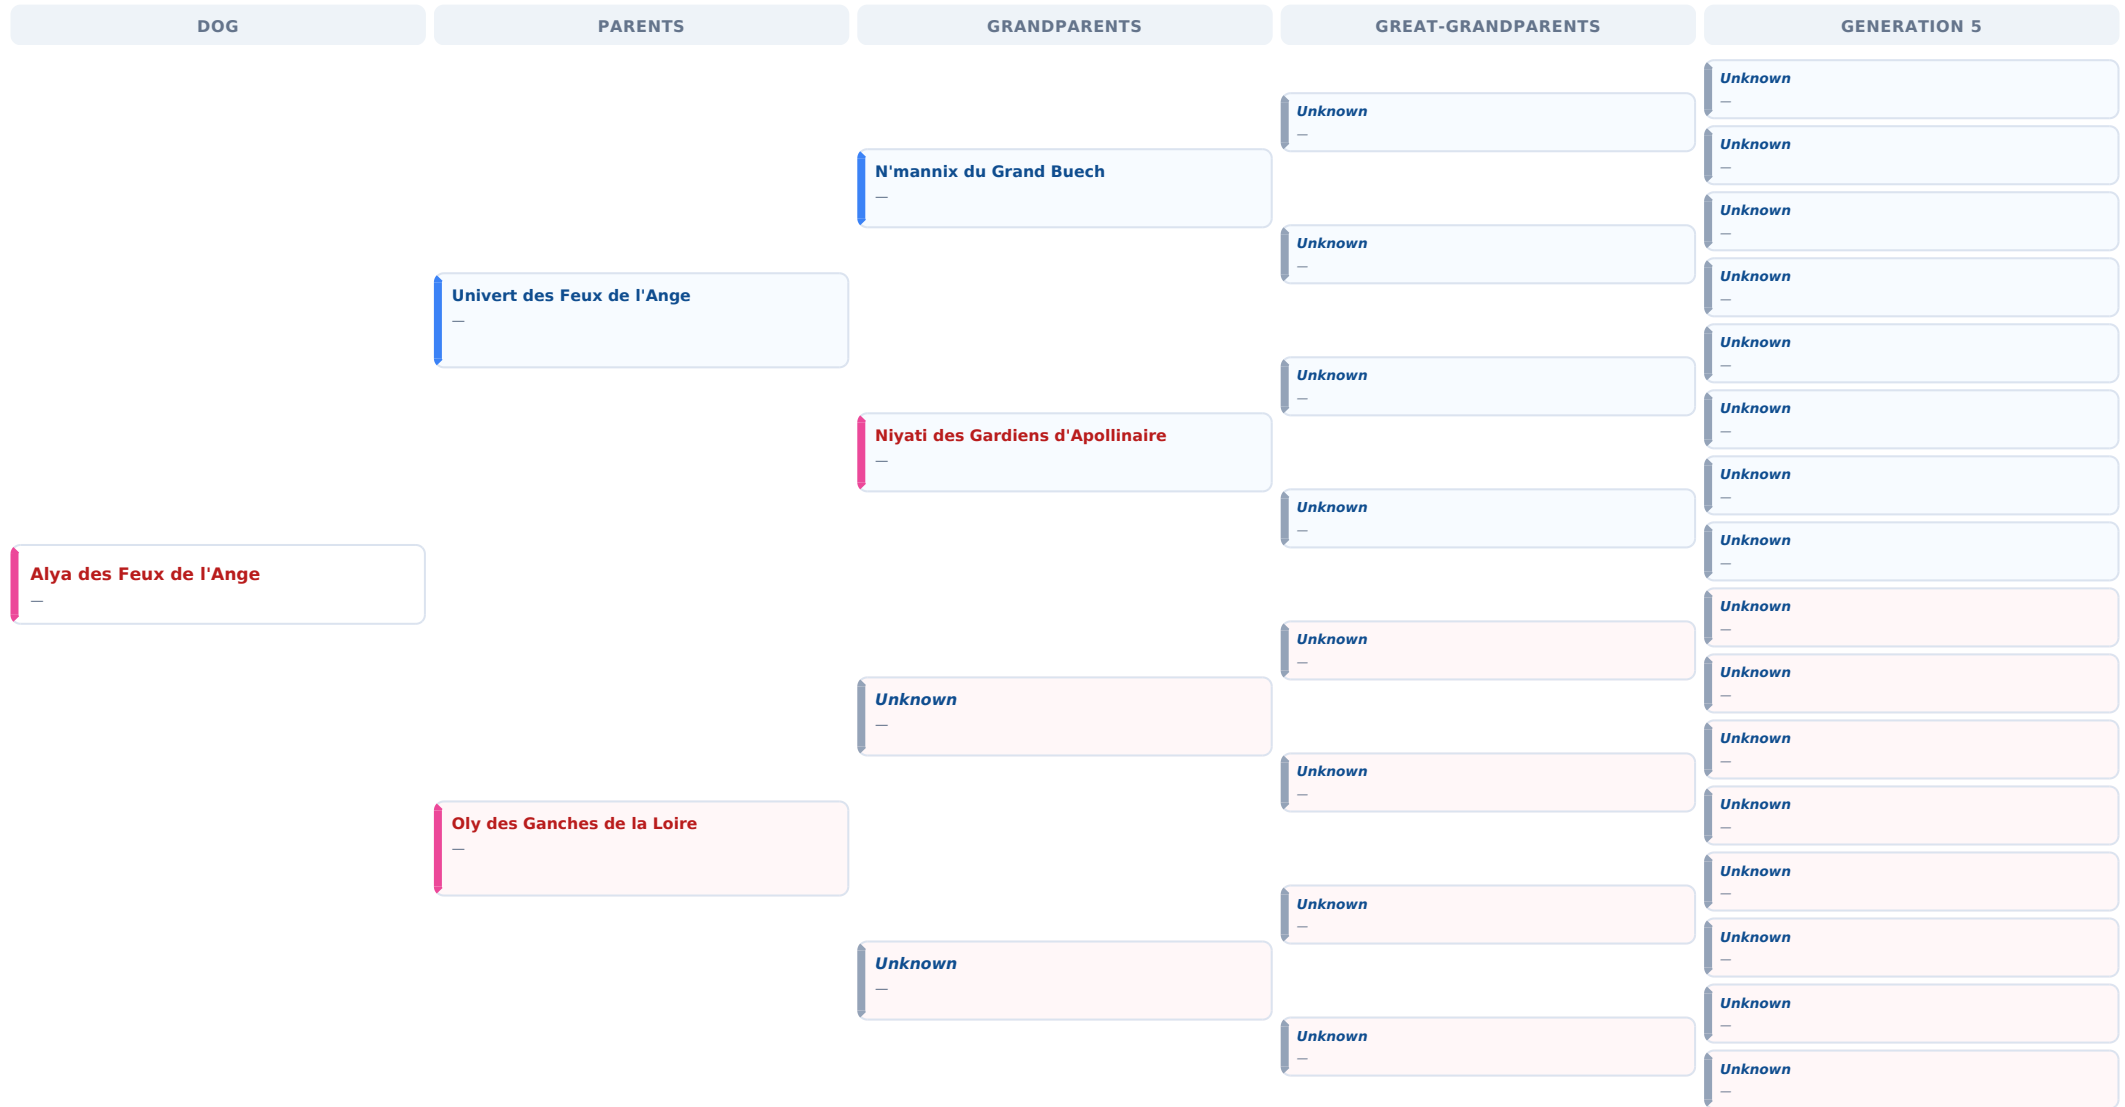 DOG
PARENTS
GRANDPARENTS
GREAT-GRANDPARENTS
GENERATION 5
Alya des Feux de l'Ange
—
Univert des Feux de l'Ange
—
Oly des Ganches de la Loire
—
N'mannix du Grand Buech
—
Niyati des Gardiens d'Apollinaire
—
Unknown
—
Unknown
—
Unknown
—
Unknown
—
Unknown
—
Unknown
—
Unknown
—
Unknown
—
Unknown
—
Unknown
—
Unknown
—
Unknown
—
Unknown
—
Unknown
—
Unknown
—
Unknown
—
Unknown
—
Unknown
—
Unknown
—
Unknown
—
Unknown
—
Unknown
—
Unknown
—
Unknown
—
Unknown
—
Unknown
—